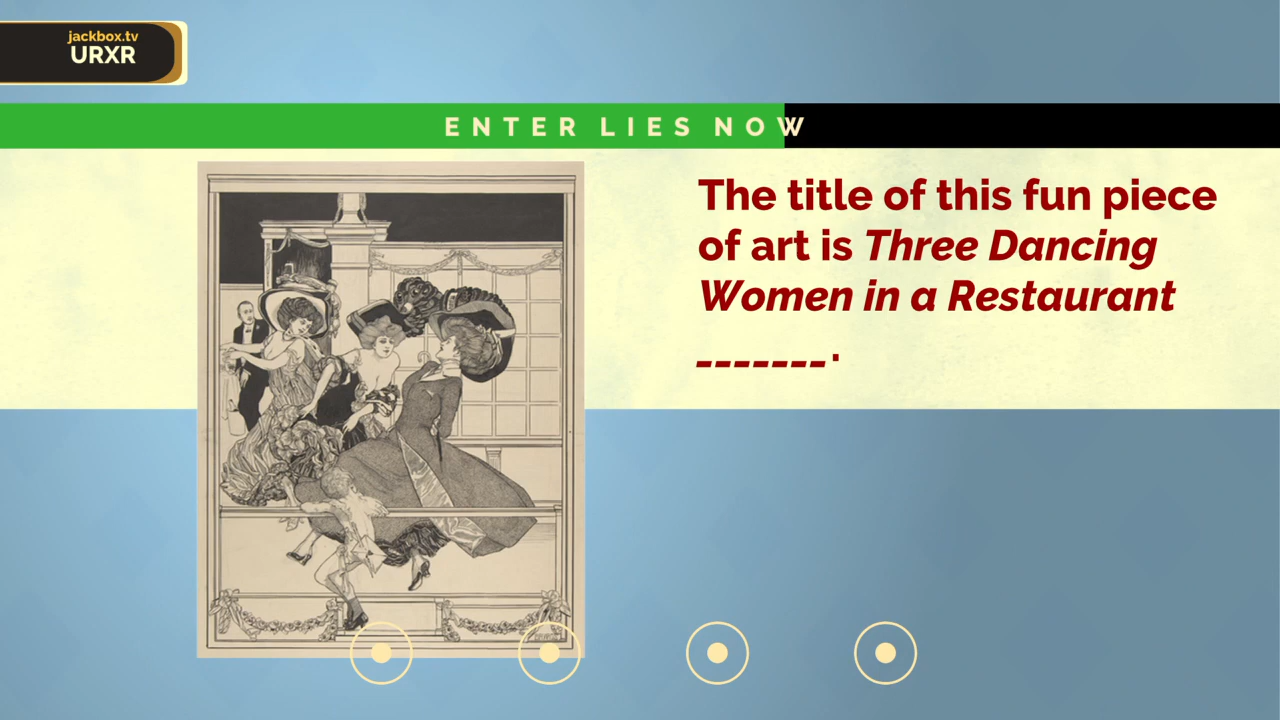 jackbox.tv
URXR
ENTER LIES NOW
The title of this fun piece
of art is Three Dancing
Women in a Restaurant
_______.